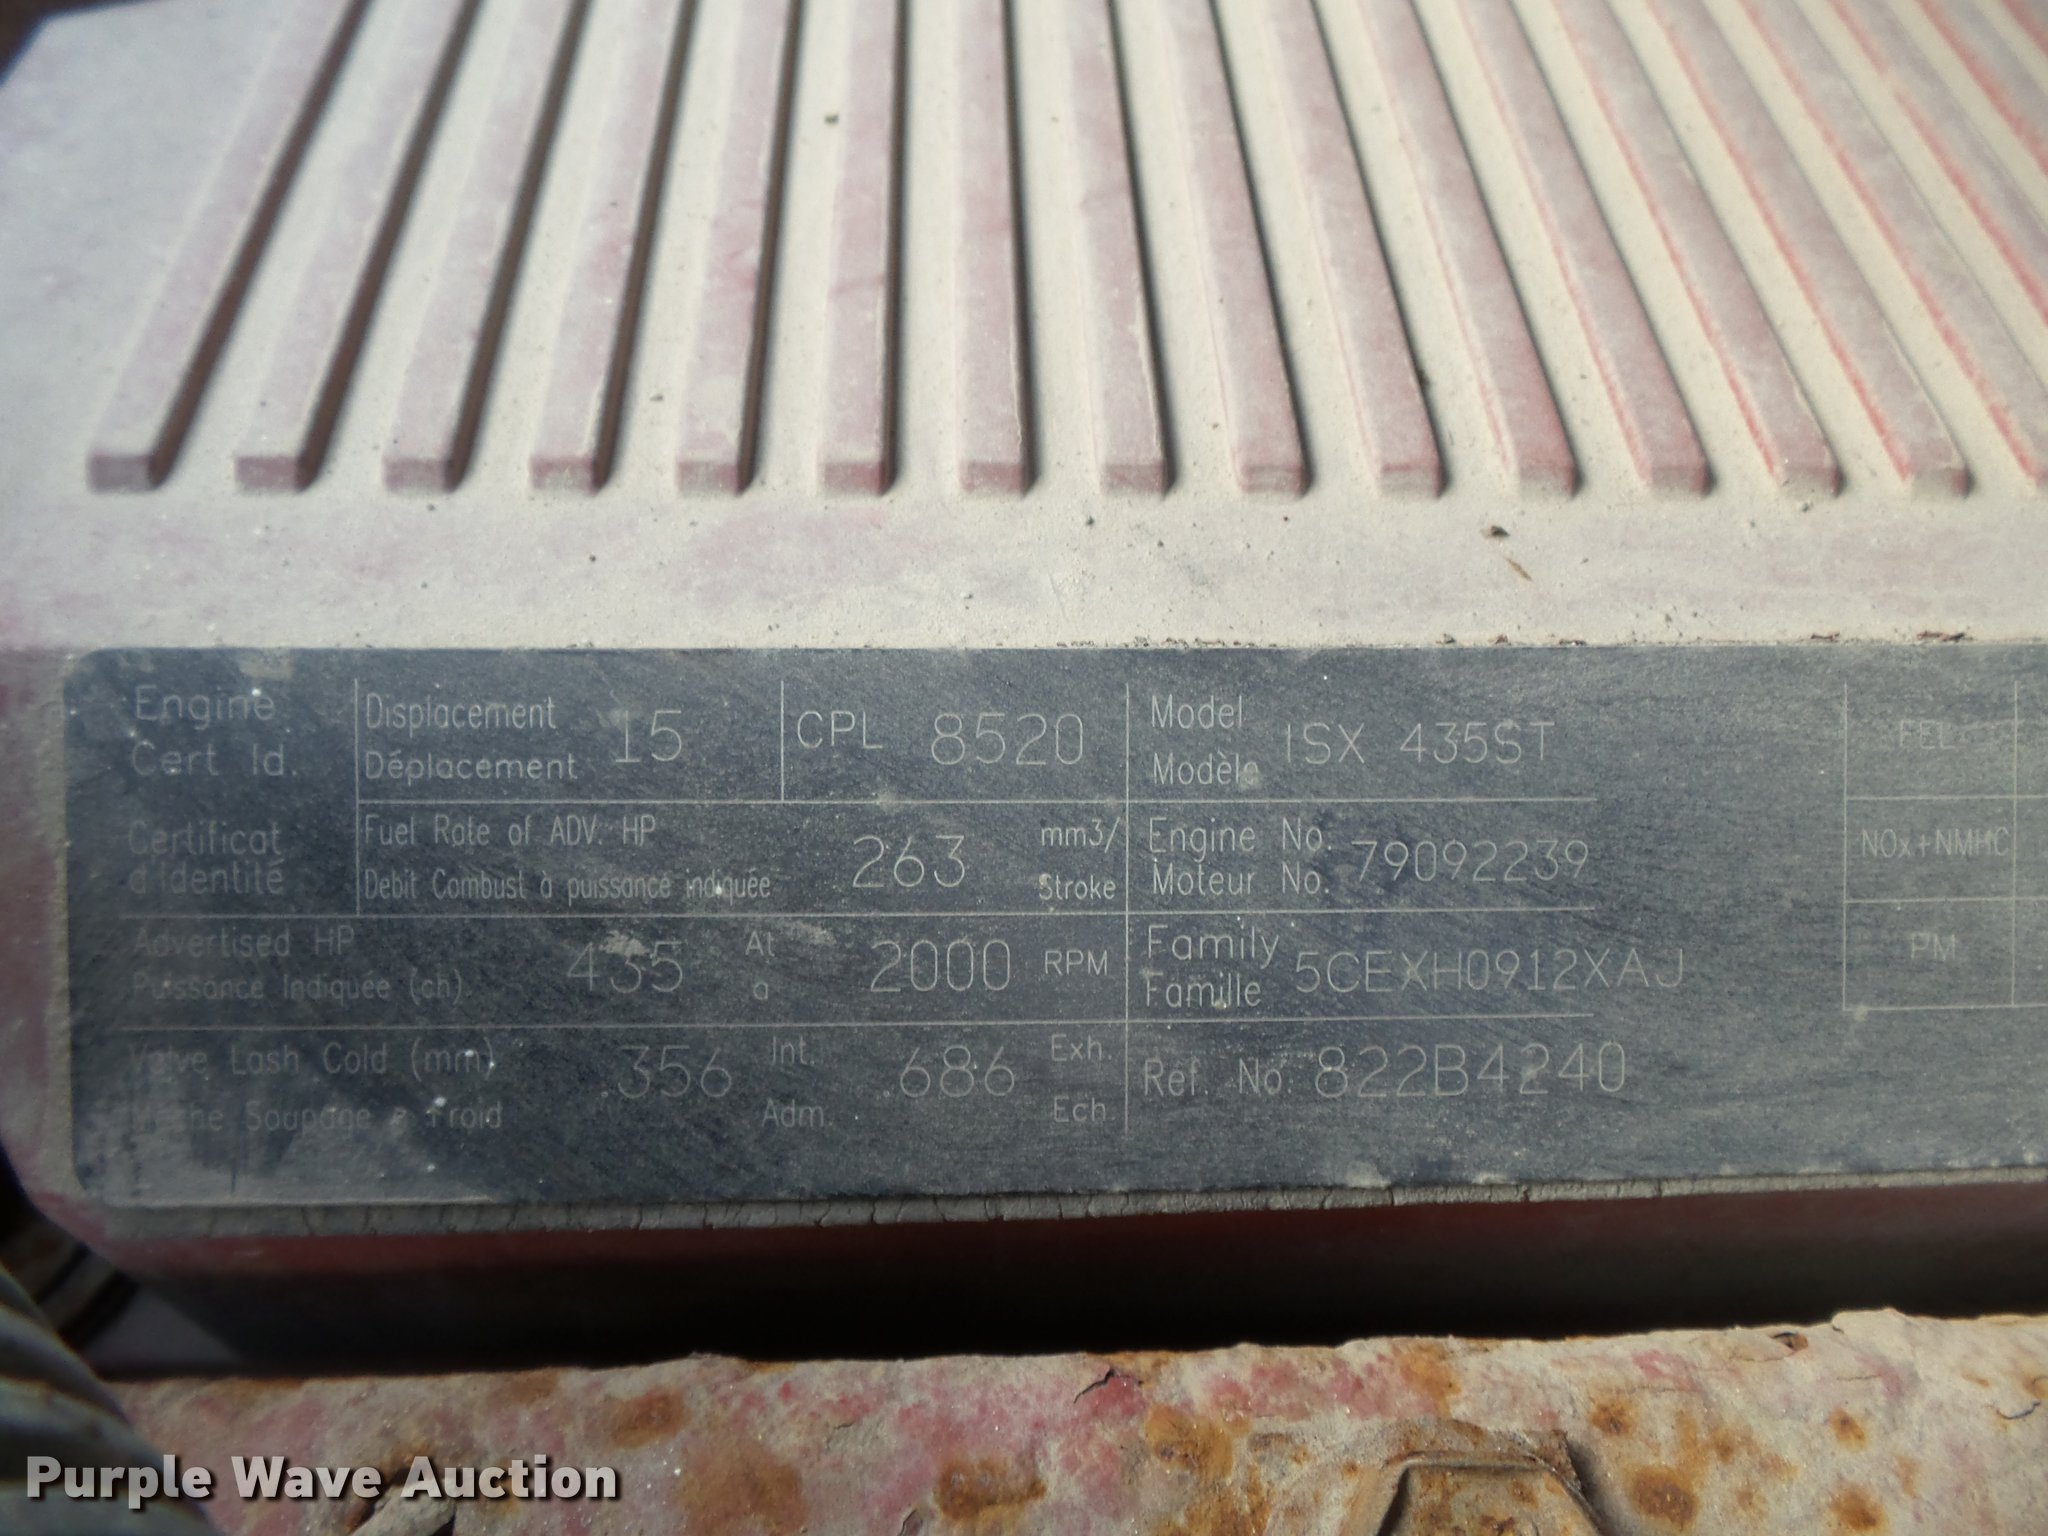 Engine
Cert Id.
Certificat
d'Identité
Displacement
Déplacement
15
CPL 8520
Model
Modèle
ISX 435ST
FEL
Fuel Rate of ADV. HP
Debit Combust à puissance indiquée
263
mm3/
Stroke
Engine No.
Moteur No.
79092239
NOx+NMHC
Advertised HP
Puissance Indiquée (ch)
435
At
a
2000 RPM
Family
Famille
5CEXH0912XAJ
PM
Valve Lash Cold (mm)
Soupape Froid
.356
Int.
Adm.
.686
Exh.
Ech.
Ref. No. 822B4240
Purple Wave Auction